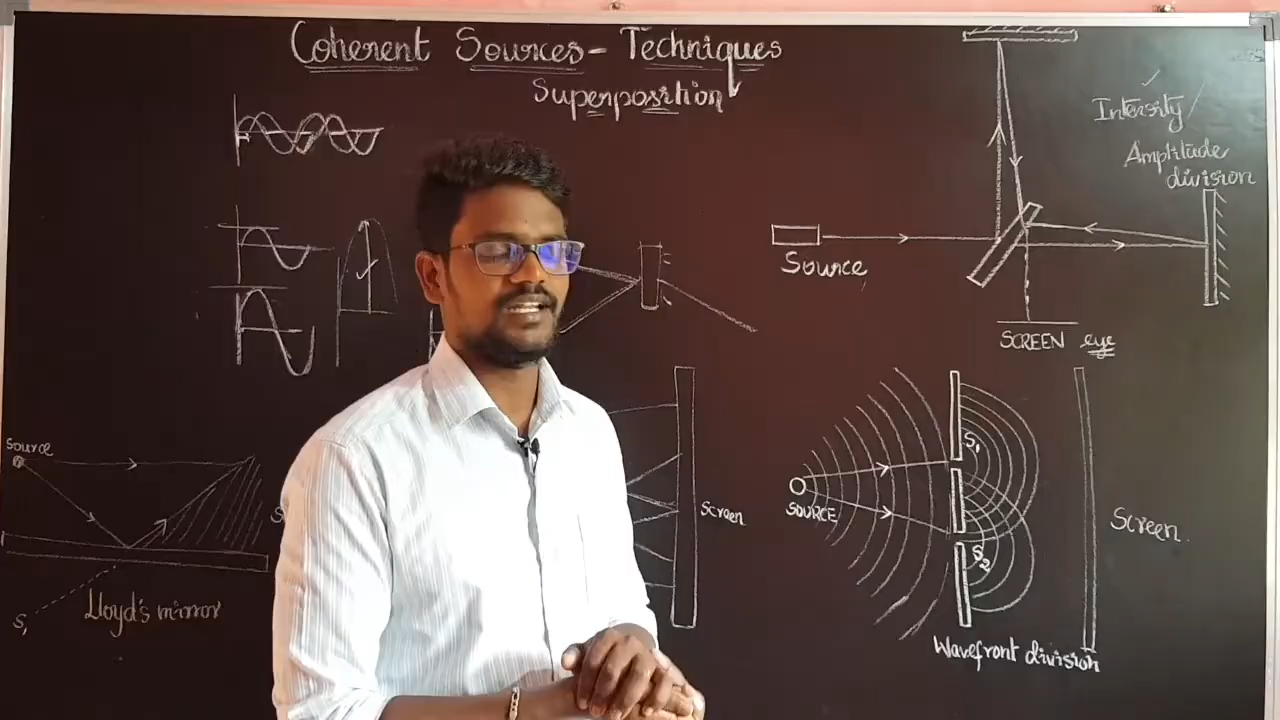 Coherent Sources - Techniques
Superposition
Intensity
Amplitude
division
Source
SCREEN eye
Source
S₁
Lloyd's mirror
Screen
SOURCE
S₁
S₂
Screen
Wavefront division